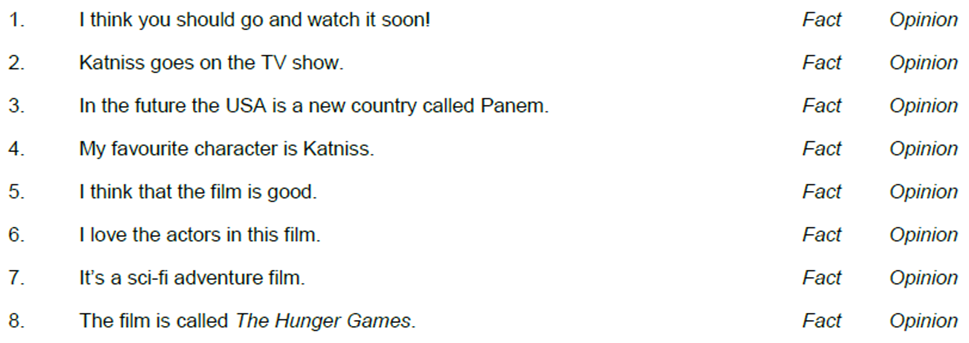 1. I think you should go and watch it soon! Fact Opinion
2. Katniss goes on the TV show. Fact Opinion
3. In the future the USA is a new country called Panem. Fact Opinion
4. My favourite character is Katniss. Fact Opinion
5. I think that the film is good. Fact Opinion
6. I love the actors in this film. Fact Opinion
7. It's a sci-fi adventure film. Fact Opinion
8. The film is called The Hunger Games. Fact Opinion